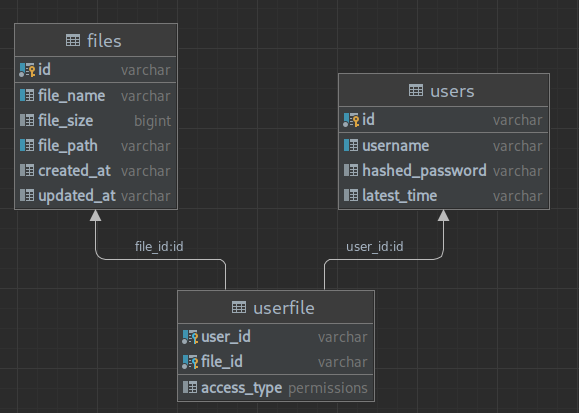 files
id varchar
file_name varchar
file_size bigint
file_path varchar
created_at varchar
updated_at varchar
users
id varchar
username varchar
hashed_password varchar
latest_time varchar
file_id:id
user_id:id
userfile
user_id varchar
file_id varchar
access_type permissions